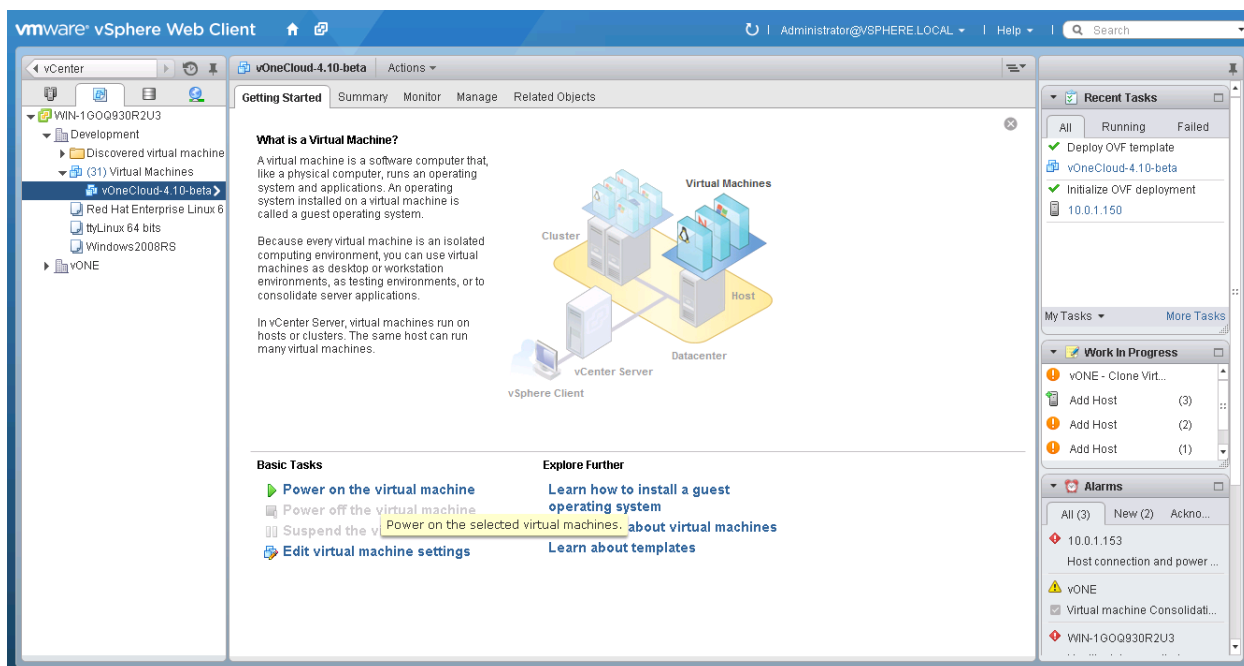 vmware® vSphere Web Client
Administrator@VSPHERE.LOCAL
Help
Search
vCenter
vOneCloud-4.10-beta
Actions
Getting Started
Summary
Monitor
Manage
Related Objects
WIN-1GOQ930R2U3
Development
Discovered virtual machine
(31) Virtual Machines
vOneCloud-4.10-beta
Red Hat Enterprise Linux 6
ttyLinux 64 bits
Windows2008RS
vONE
What is a Virtual Machine?
A virtual machine is a software computer that,
like a physical computer, runs an operating
system and applications. An operating
system installed on a virtual machine is
called a guest operating system.
Because every virtual machine is an isolated
computing environment, you can use virtual
machines as desktop or workstation
environments, as testing environments, or to
consolidate server applications.
In vCenter Server, virtual machines run on
hosts or clusters. The same host can run
many virtual machines.
Virtual Machines
Cluster
Host
Datacenter
vCenter Server
vSphere Client
Basic Tasks
Power on the virtual machine
Power off the virtual machine
Suspend the v
Power on the selected virtual machines.
Edit virtual machine settings
Explore Further
Learn how to install a guest
operating system
about virtual machines
Learn about templates
Recent Tasks
All
Running
Failed
Deploy OVF template
vOneCloud-4.10-beta
Initialize OVF deployment
10.0.1.150
My Tasks
More Tasks
Work In Progress
vONE - Clone Virt...
Add Host (3)
Add Host (2)
Add Host (1)
Alarms
All (3)
New (2)
Ackno...
10.0.1.153
Host connection and power ...
vONE
Virtual machine Consolidati...
WIN-1GOQ930R2U3